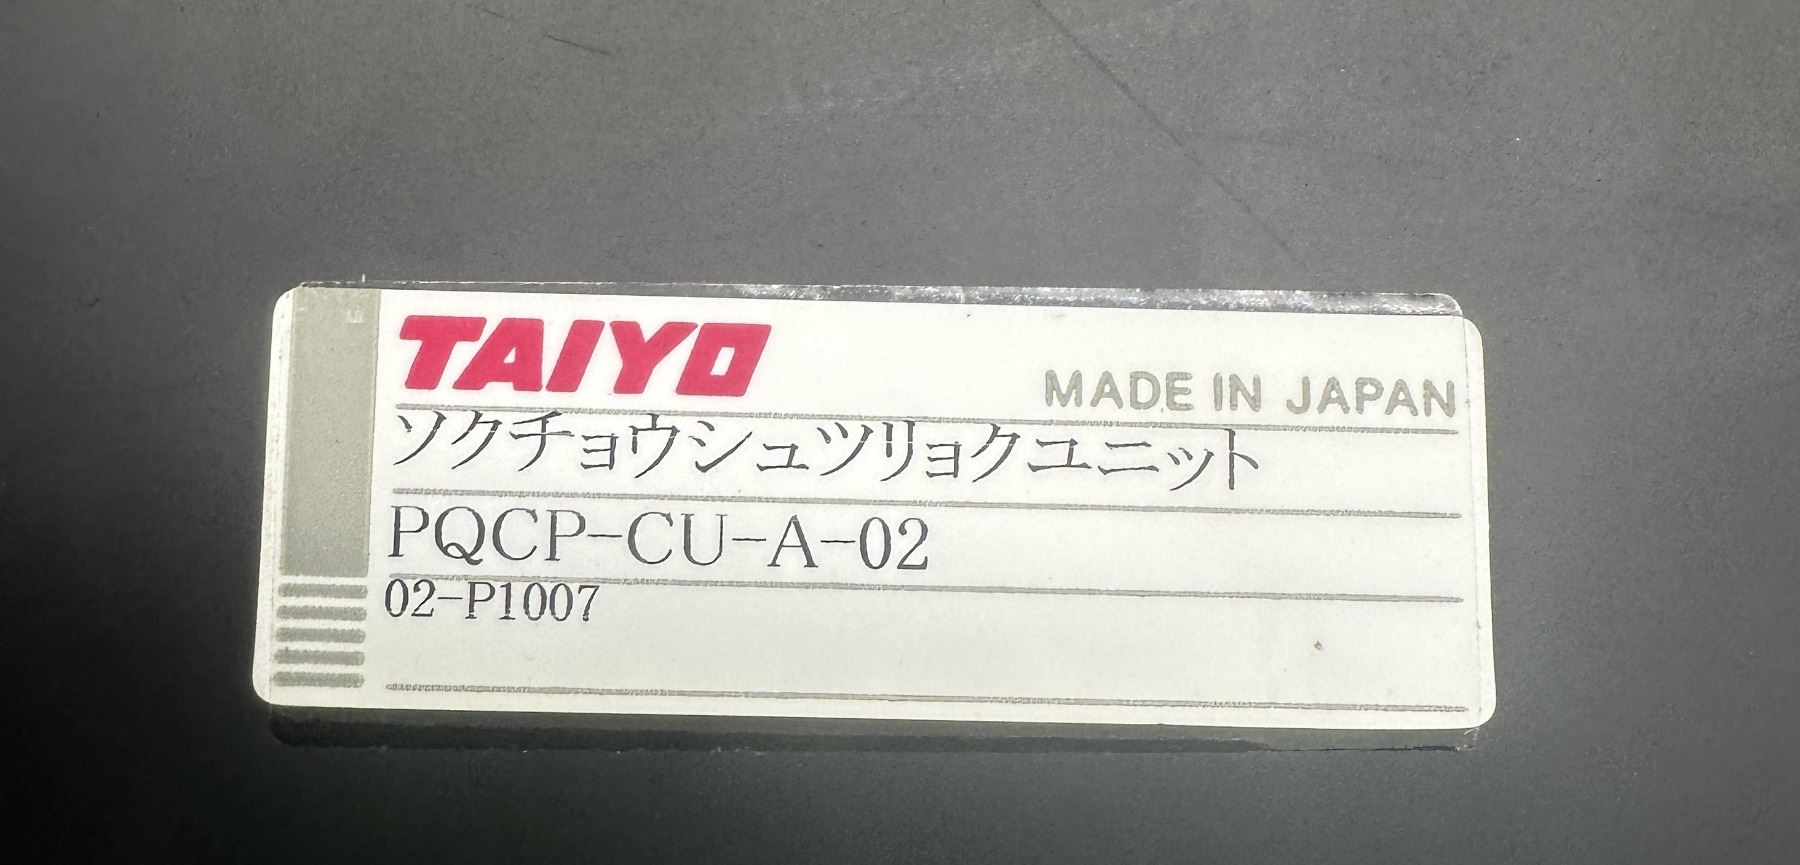 TAIYO
MADE IN JAPAN
ソクチョウシュツリョクユニット
PQCP-CU-A-02
02-P1007